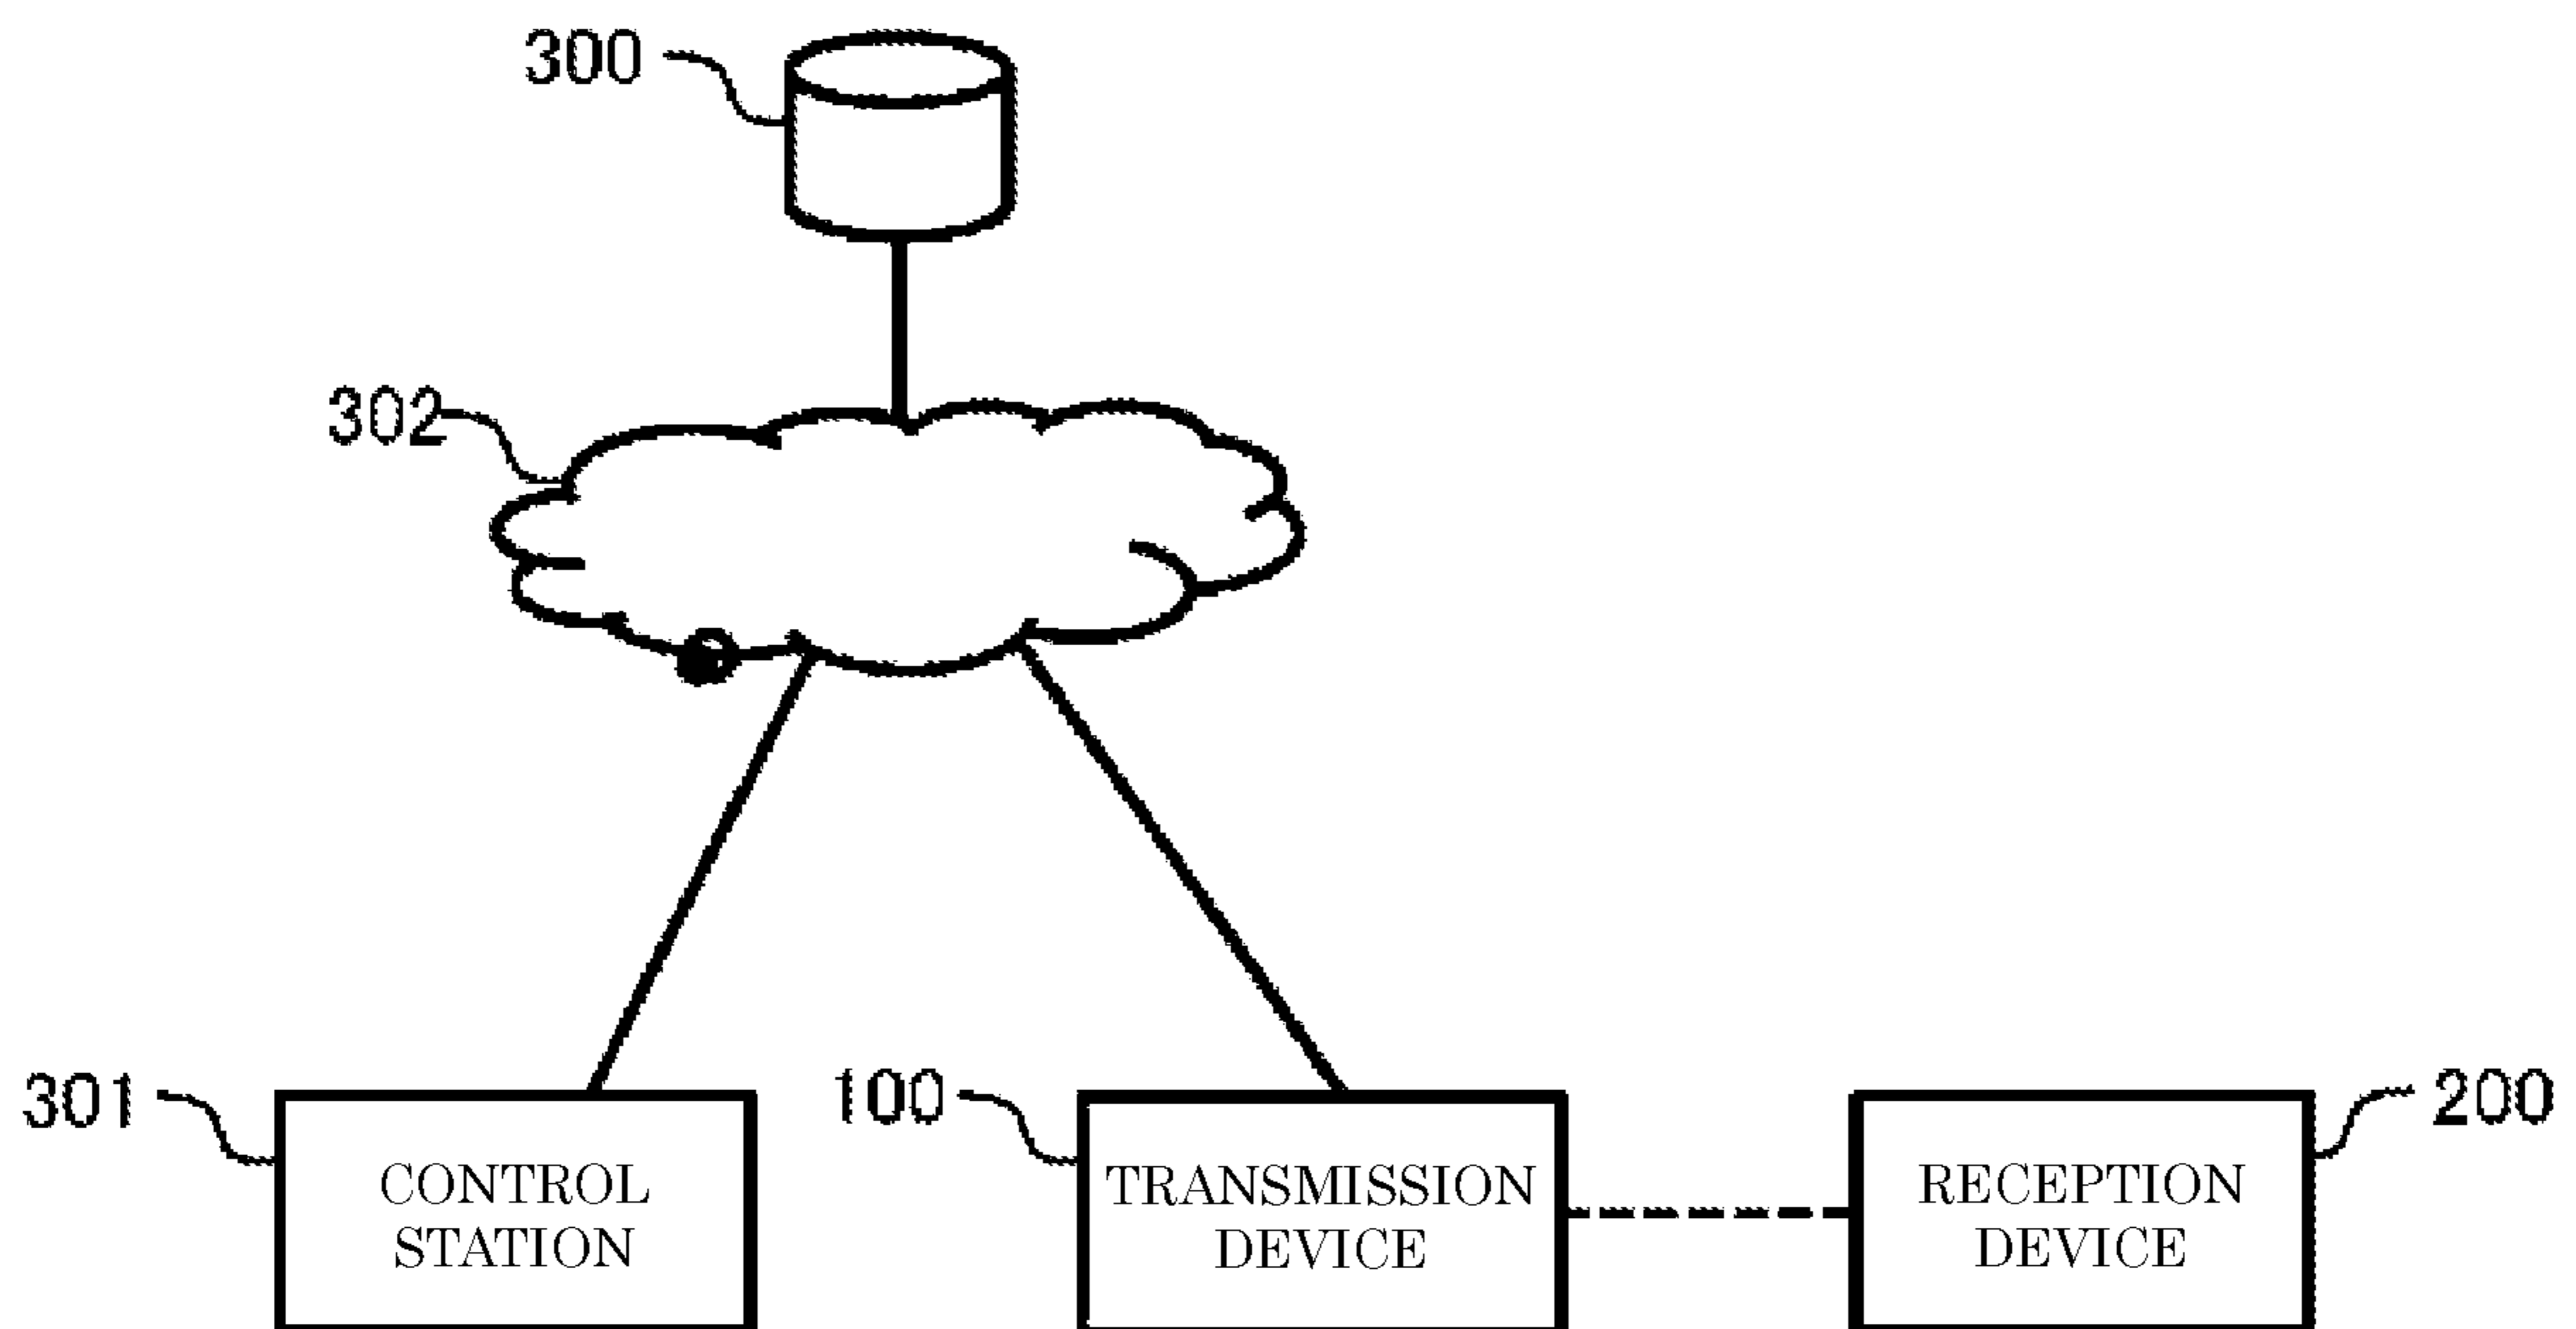 300
302
301
CONTROL
STATION
100
TRANSMISSION
DEVICE
RECEPTION
DEVICE
200